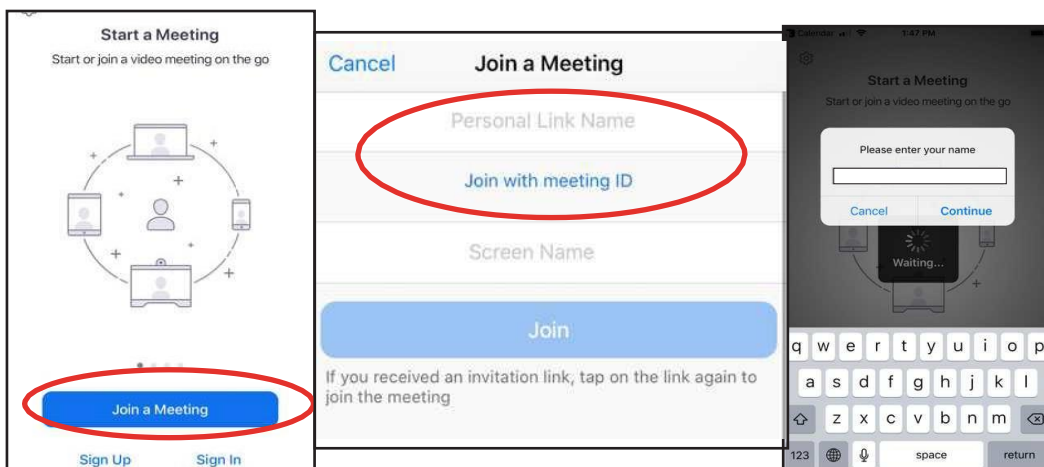 Start a Meeting
Start or join a video meeting on the go
Join a Meeting
Sign Up Sign In
Cancel Join a Meeting
Personal Link Name
Join with meeting ID
Screen Name
Join
If you received an invitation link, tap on the link again to
join the meeting
Calendar 1:47 PM
Start a Meeting
Start or join a video meeting on the go
Please enter your name
Cancel Continue
Waiting...
q w e r t y u i o p
a s d f g h j k l
z x c v b n m
123 space return